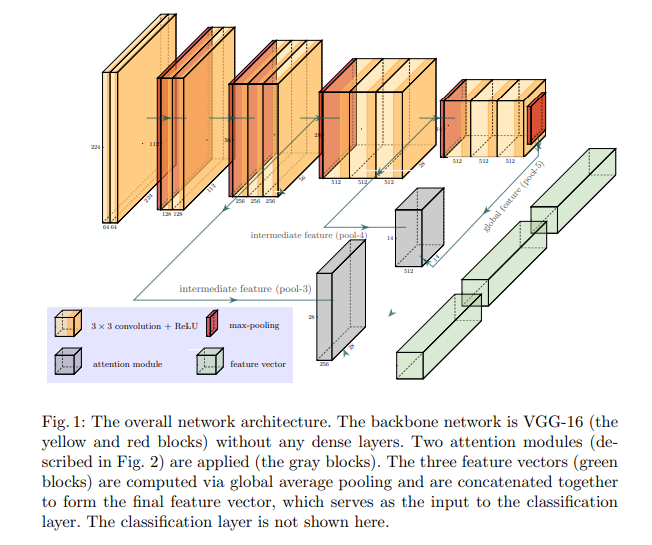 224
64 64
224
112
128 128
112
56
256 256 256
56
28
512 512 512
28
14
512 512 512
14
512
14
global feature (pool-5)
intermediate feature (pool-4)
intermediate feature (pool-3)
28
256
28
3 × 3 convolution + ReLU
max-pooling
attention module
feature vector
Fig. 1: The overall network architecture. The backbone network is VGG-16 (the
yellow and red blocks) without any dense layers. Two attention modules (de-
scribed in Fig. 2) are applied (the gray blocks). The three feature vectors (green
blocks) are computed via global average pooling and are concatenated together
to form the final feature vector, which serves as the input to the classification
layer. The classification layer is not shown here.